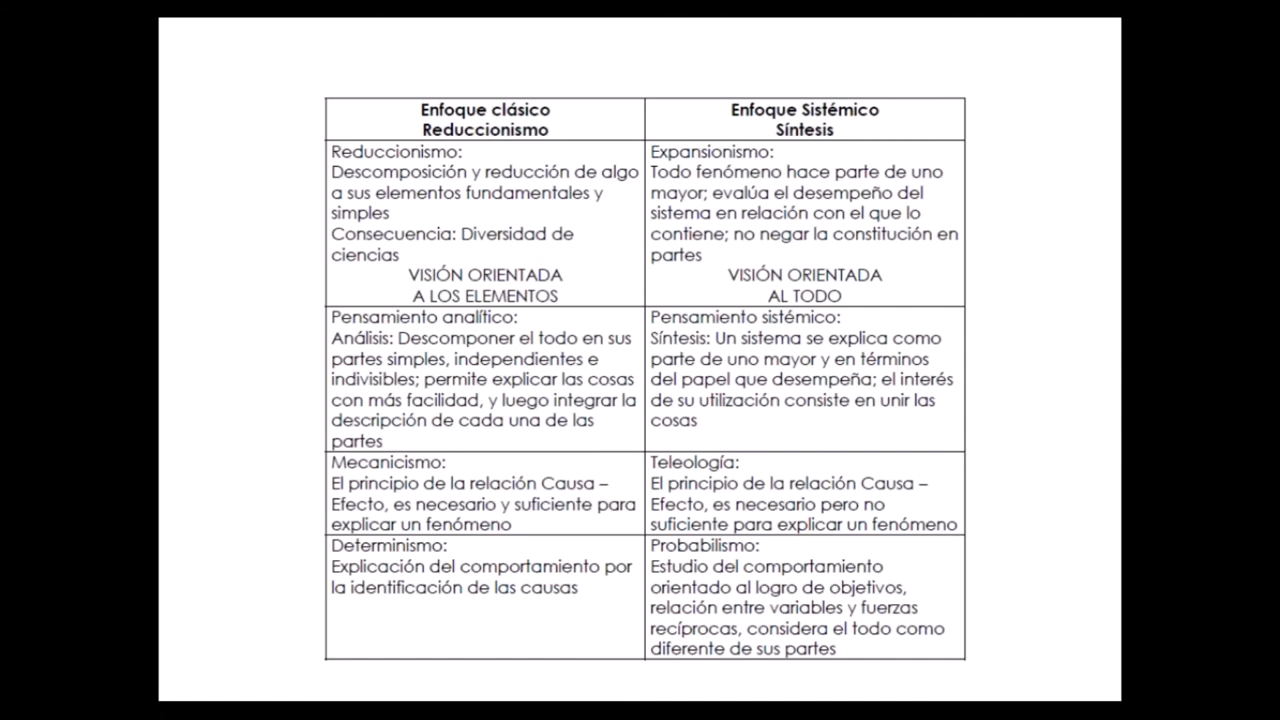 Enfoque clásico
Reduccionismo
Enfoque Sistémico
Síntesis
Reduccionismo:
Descomposición y reducción de algo
a sus elementos fundamentales y
simples
Consecuencia: Diversidad de
ciencias
VISIÓN ORIENTADA
A LOS ELEMENTOS
Expansionismo:
Todo fenómeno hace parte de uno
mayor; evalúa el desempeño del
sistema en relación con el que lo
contiene; no negar la constitución en
partes
VISIÓN ORIENTADA
AL TODO
Pensamiento analítico:
Análisis: Descomponer el todo en sus
partes simples, independientes e
indivisibles; permite explicar las cosas
con más facilidad, y luego integrar la
descripción de cada una de las
partes
Pensamiento sistémico:
Síntesis: Un sistema se explica como
parte de uno mayor y en términos
del papel que desempeña; el interés
de su utilización consiste en unir las
cosas
Mecanicismo:
El principio de la relación Causa –
Efecto, es necesario y suficiente para
explicar un fenómeno
Teleología:
El principio de la relación Causa –
Efecto, es necesario pero no
suficiente para explicar un fenómeno
Determinismo:
Explicación del comportamiento por
la identificación de las causas
Probabilismo:
Estudio del comportamiento
orientado al logro de objetivos,
relación entre variables y fuerzas
recíprocas, considera el todo como
diferente de sus partes